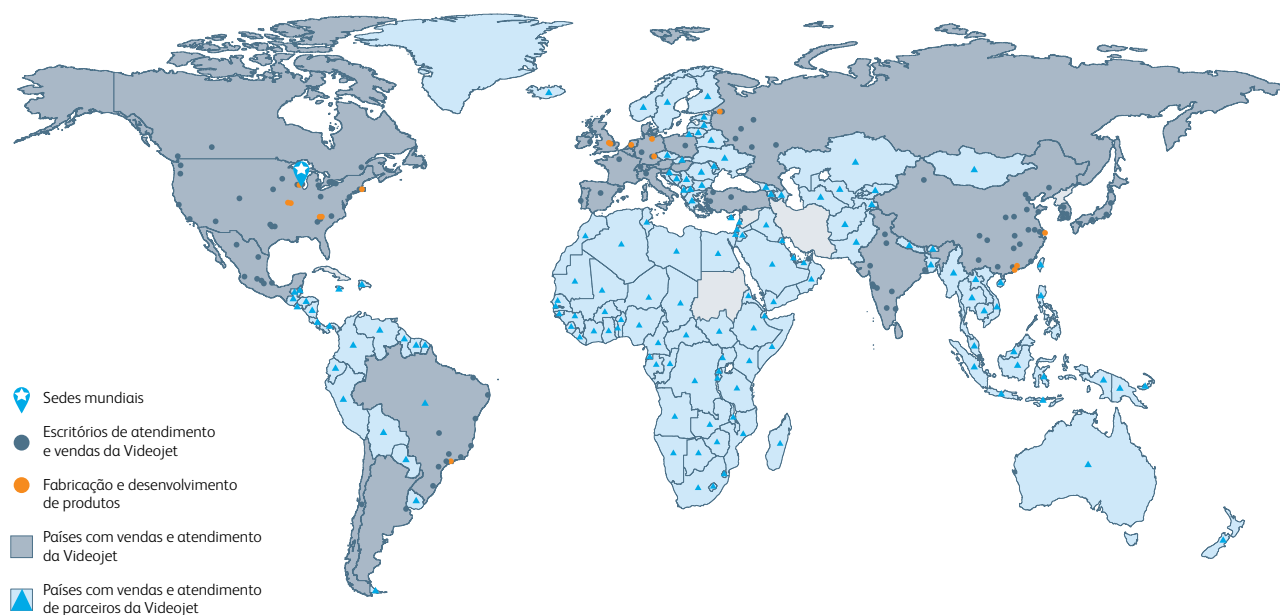 Sedes mundiais
Escritórios de atendimento
e vendas da Videojet
Fabricação e desenvolvimento
de produtos
Países com vendas e atendimento
da Videojet
Países com vendas e atendimento
de parceiros da Videojet